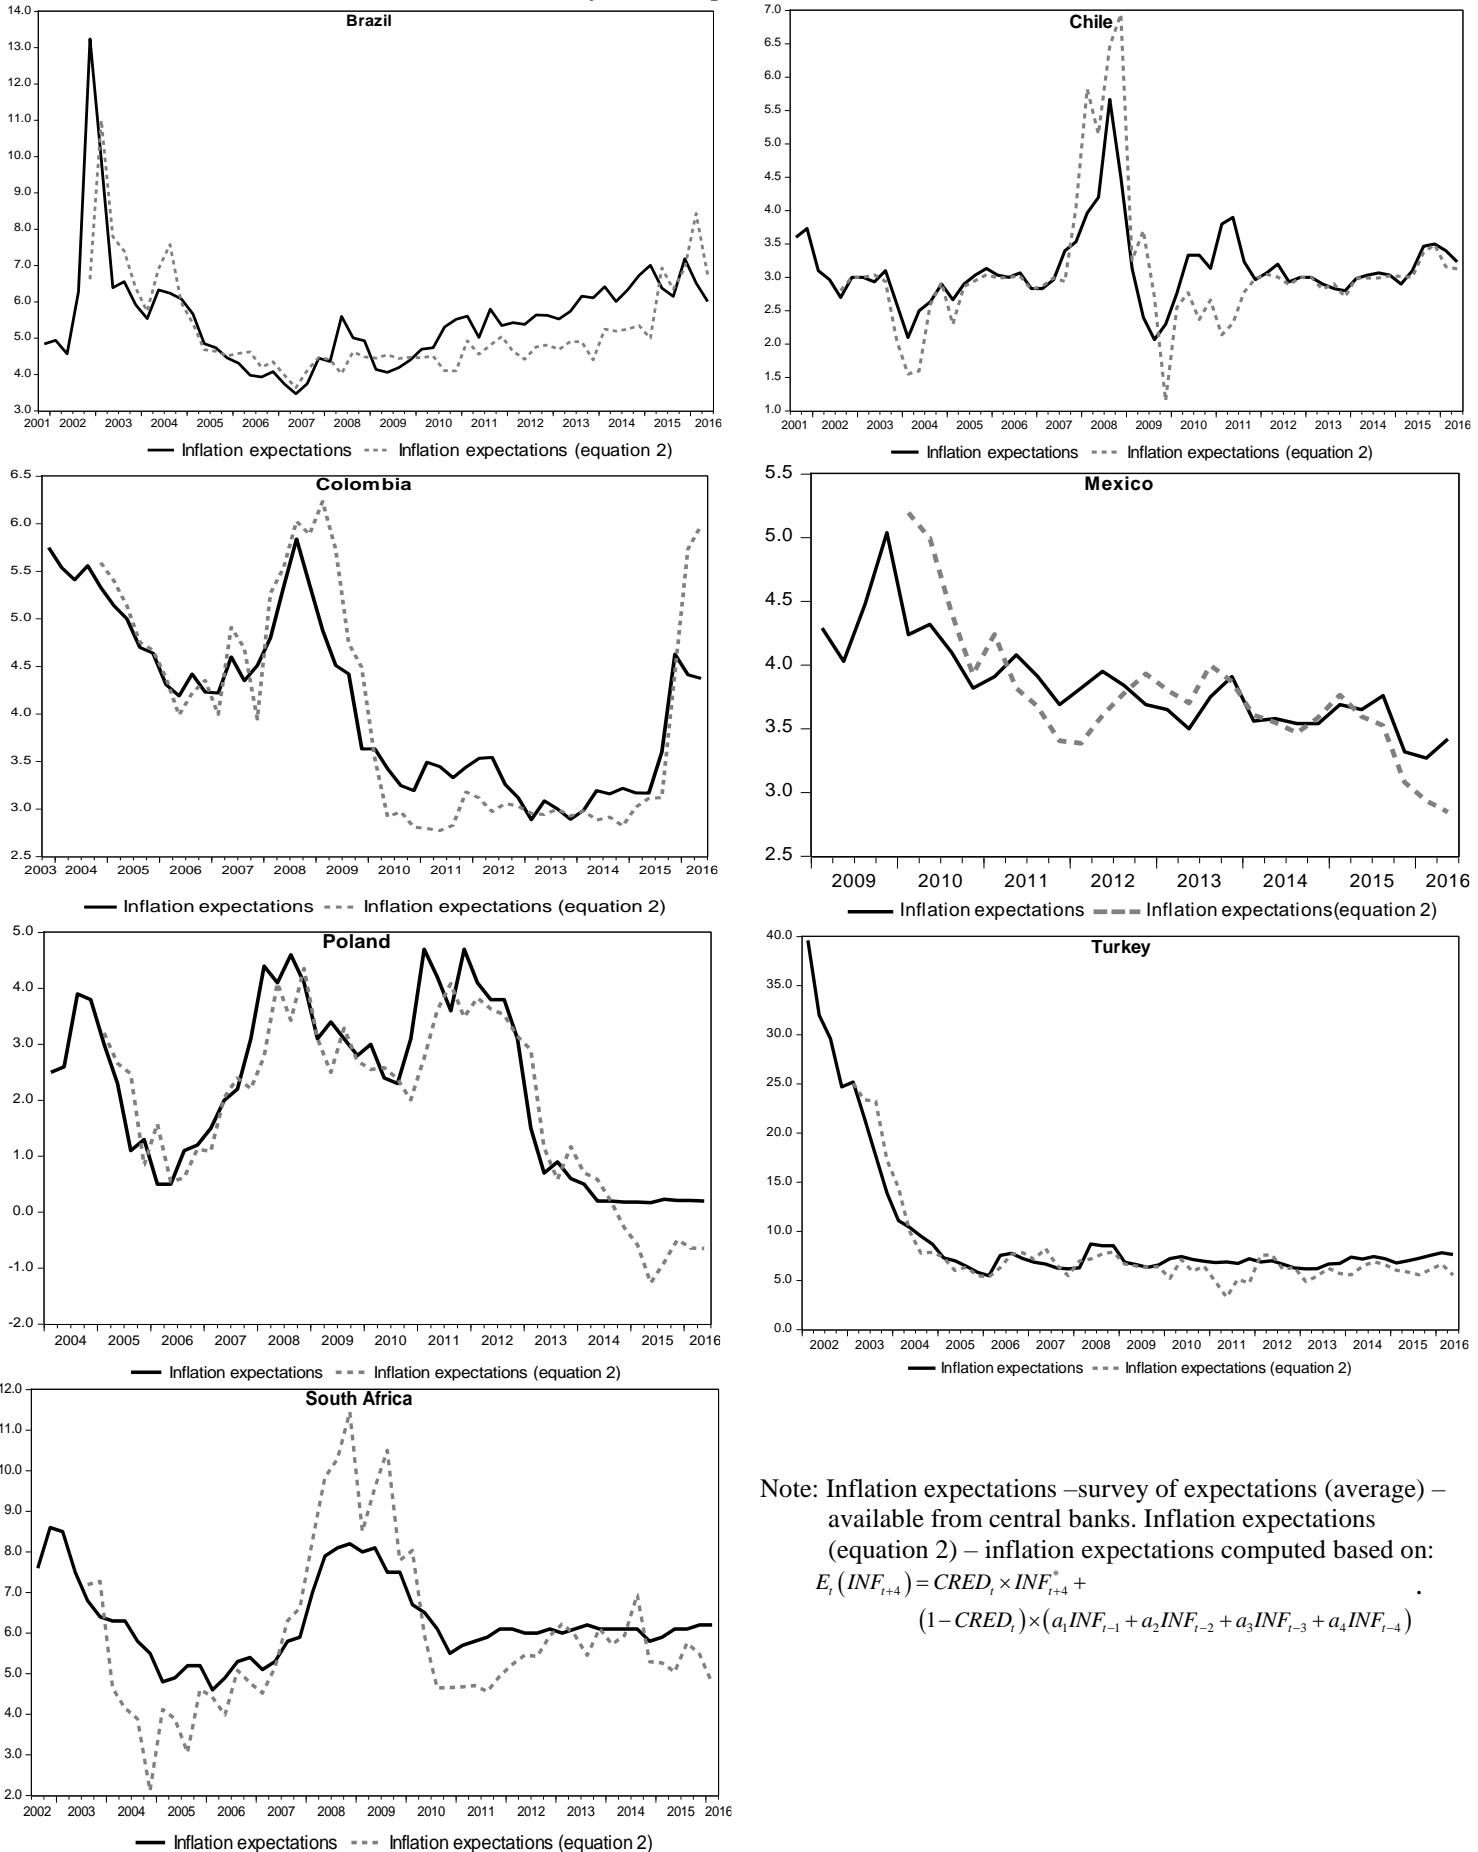 Brazil
14.0
13.0
12.0
11.0
10.0
9.0
8.0
7.0
6.0
5.0
4.0
3.0
2001 2002 2003 2004 2005 2006 2007 2008 2009 2010 2011 2012 2013 2014 2015 2016
Inflation expectations Inflation expectations (equation 2)
Chile
7.0
6.5
6.0
5.5
5.0
4.5
4.0
3.5
3.0
2.5
2.0
1.5
1.0
2001 2002 2003 2004 2005 2006 2007 2008 2009 2010 2011 2012 2013 2014 2015 2016
Inflation expectations Inflation expectations (equation 2)
Colombia
6.5
6.0
5.5
5.0
4.5
4.0
3.5
3.0
2.5
2003 2004 2005 2006 2007 2008 2009 2010 2011 2012 2013 2014 2015 2016
Inflation expectations Inflation expectations (equation 2)
Mexico
5.5
5.0
4.5
4.0
3.5
3.0
2.5
2009 2010 2011 2012 2013 2014 2015 2016
Inflation expectations Inflation expectations(equation 2)
Poland
5.0
4.0
3.0
2.0
1.0
0.0
-1.0
-2.0
2004 2005 2006 2007 2008 2009 2010 2011 2012 2013 2014 2015 2016
Inflation expectations Inflation expectations (equation 2)
Turkey
40.0
35.0
30.0
25.0
20.0
15.0
10.0
5.0
0.0
2002 2003 2004 2005 2006 2007 2008 2009 2010 2011 2012 2013 2014 2015 2016
Inflation expectations Inflation expectations (equation 2)
South Africa
12.0
11.0
10.0
9.0
8.0
7.0
6.0
5.0
4.0
3.0
2.0
2002 2003 2004 2005 2006 2007 2008 2009 2010 2011 2012 2013 2014 2015 2016
Inflation expectations Inflation expectations (equation 2)
Note: Inflation expectations –survey of expectations (average) –
available from central banks. Inflation expectations
(equation 2) – inflation expectations computed based on:
E_t (INF_{t+4}) = CRED_t × INF*_{t+4} +
(1 − CRED_t) × (a_1INF_{t−1} + a_2INF_{t−2} + a_3INF_{t−3} + a_4INF_{t−4}) .